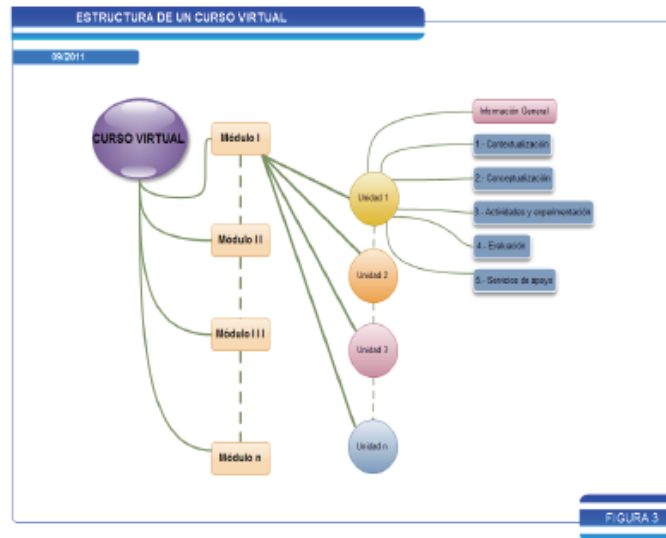 ESTRUCTURA DE UN CURSO VIRTUAL
09/2011
CURSO VIRTUAL
Módulo I
Módulo II
Módulo III
Módulo n
Unidad 1
Unidad 2
Unidad 3
Unidad n
Información General
1.- Contextualización
2.- Conceptualización
3.- Actividades y experimentación
4.- Evaluación
5.- Servicios de apoyo
FIGURA 3